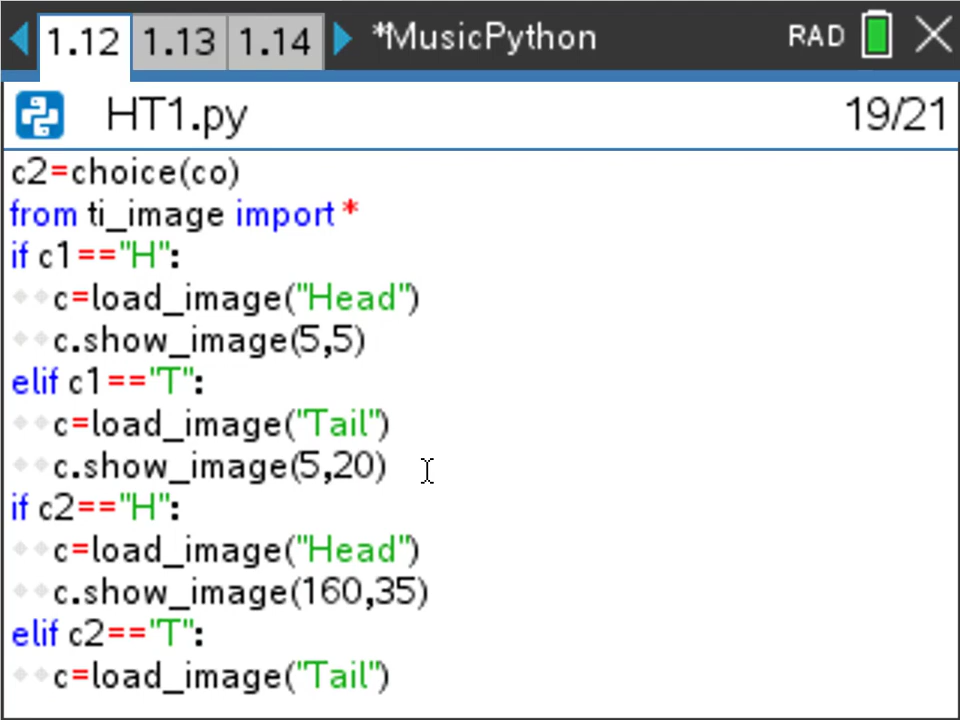 1.12 1.13 1.14 *MusicPython RAD
HT1.py 19/21
c2=choice(co)
from ti_image import *
if c1=="H":
  c=load_image("Head")
  c.show_image(5,5)
elif c1=="T":
  c=load_image("Tail")
  c.show_image(5,20)
if c2=="H":
  c=load_image("Head")
  c.show_image(160,35)
elif c2=="T":
  c=load_image("Tail")